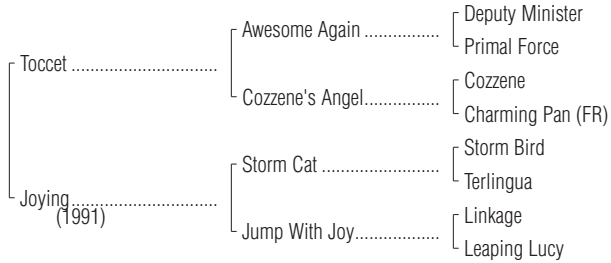 Deputy Minister
Awesome Again ..................
Primal Force
Toccet ..............................
Cozzene
Cozzene's Angel..................
Charming Pan (FR)
Storm Bird
Storm Cat ..........................
Terlingua
Joying..............................
(1991)
Linkage
Jump With Joy....................
Leaping Lucy